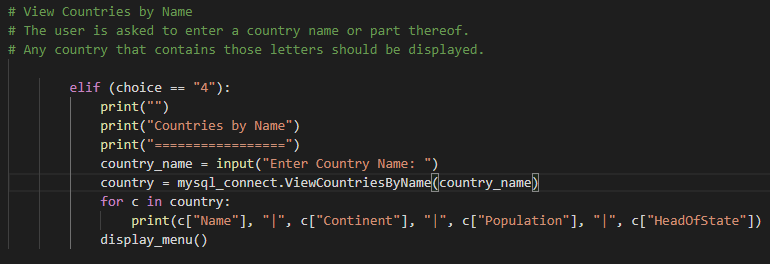 # View Countries by Name
# The user is asked to enter a country name or part thereof.
# Any country that contains those letters should be displayed.
elif (choice == "4"):
print("")
print("Countries by Name")
print("=================")
country_name = input("Enter Country Name: ")
country = mysql_connect.ViewCountriesByName(country_name)
for c in country:
print(c["Name"], "|", c["Continent"], "|", c["Population"], "|", c["HeadOfState"])
display_menu()